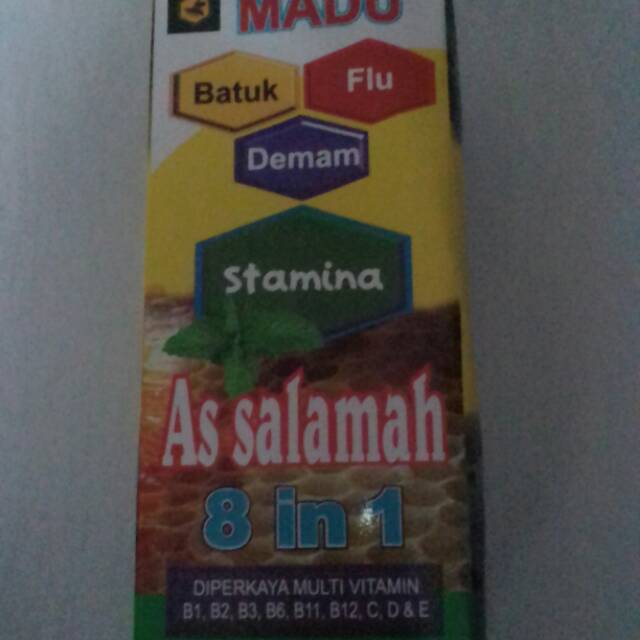 MADU
Batuk
Flu
Demam
Stamina
As salamah
8 in 1
DIPERKAYA MULTI VITAMIN
B1, B2, B3, B6, B11, B12, C, D & E